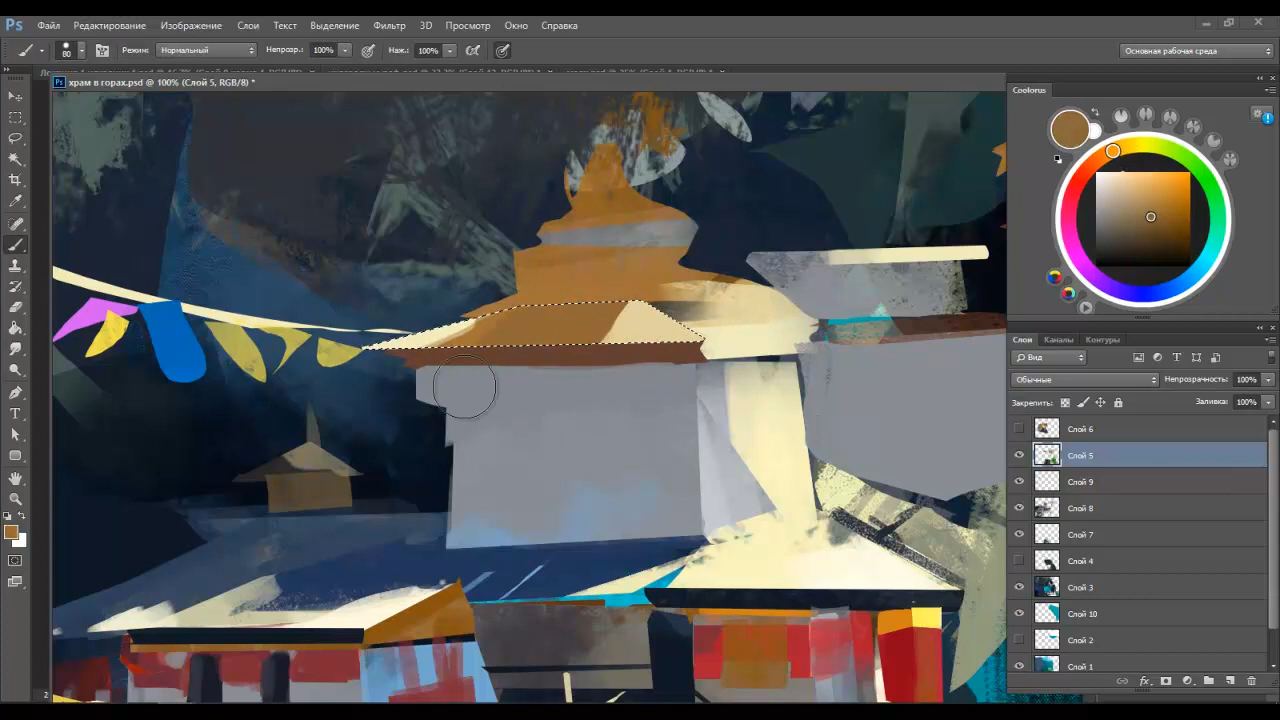 Ps Файл Редактирование Изображение Слои Текст Выделение Фильтр 3D Просмотр Окно Справка
80 Режим: Нормальный Непрозр.: 100% Наж.: 100% Основная рабочая среда
Ps храм в горах.psd @ 100% (Слой 5, RGB/8) *
Coolorus
Слои Каналы Контуры
Вид
Обычные Непрозрачность: 100%
Закрепить: Заливка: 100%
Слой 6
Слой 5
Слой 9
Слой 8
Слой 7
Слой 4
Слой 3
Слой 10
Слой 2
Слой 1
fx
2